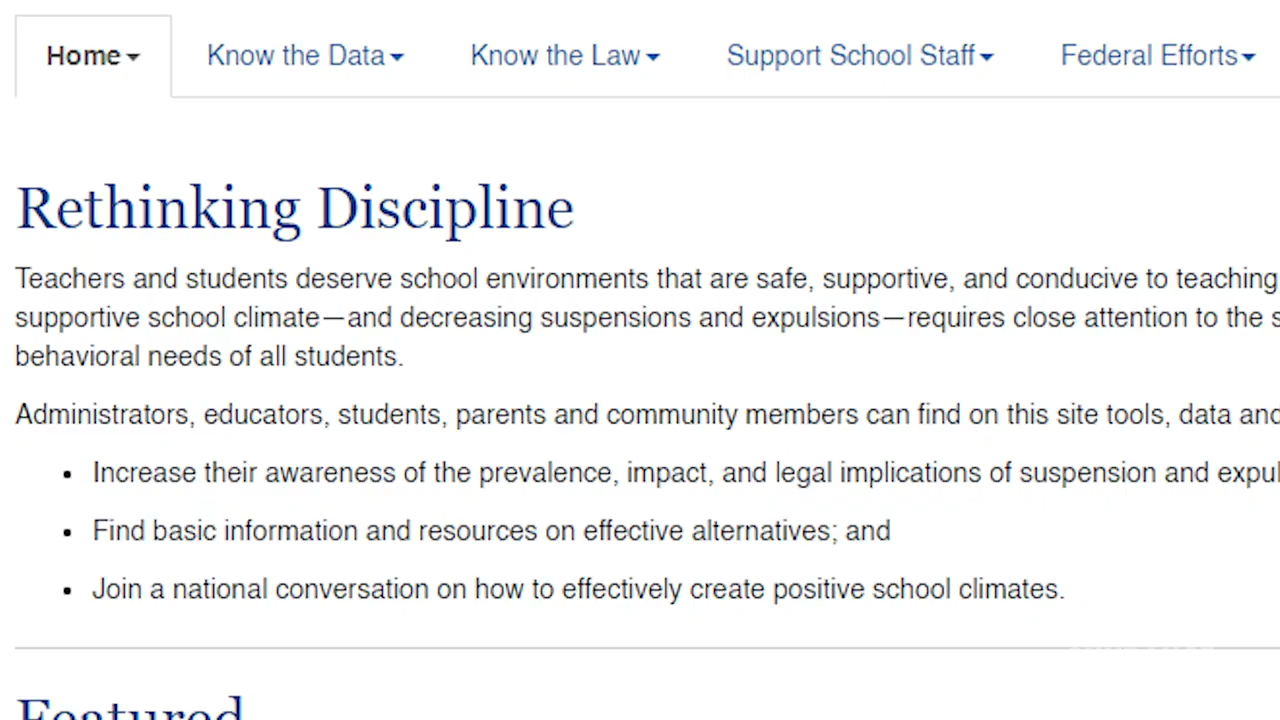 Home Know the Data Know the Law Support School Staff Federal Efforts
Rethinking Discipline
Teachers and students deserve school environments that are safe, supportive, and conducive to teaching
supportive school climate—and decreasing suspensions and expulsions—requires close attention to the
behavioral needs of all students.
Administrators, educators, students, parents and community members can find on this site tools, data and
• Increase their awareness of the prevalence, impact, and legal implications of suspension and
• Find basic information and resources on effective alternatives; and
• Join a national conversation on how to effectively create positive school climates.
Featured